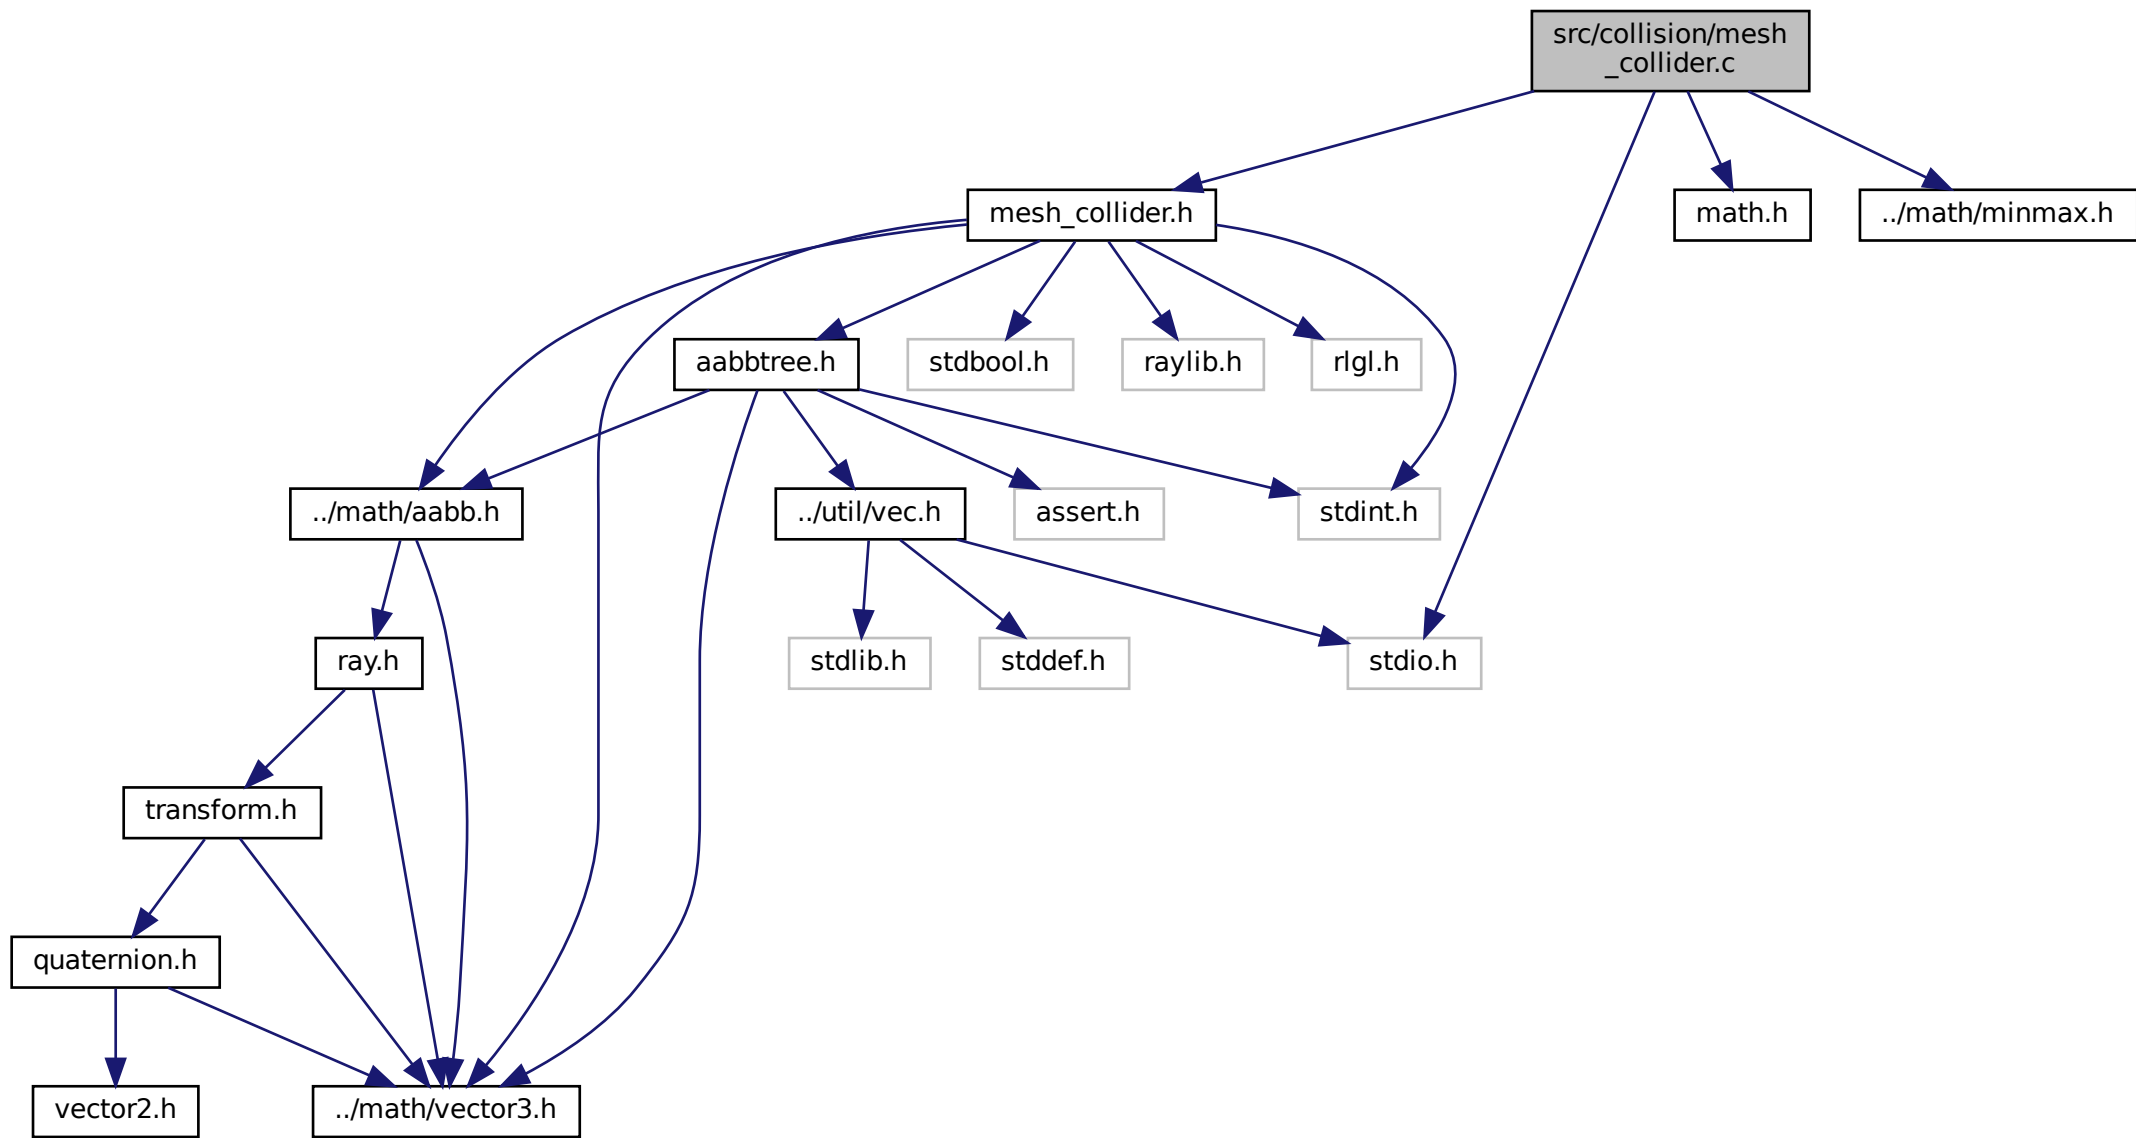 src/collision/mesh
_collider.c
mesh_collider.h
math.h
../math/minmax.h
aabbtree.h
stdbool.h
raylib.h
rlgl.h
../math/aabb.h
../util/vec.h
assert.h
stdint.h
ray.h
stdlib.h
stddef.h
stdio.h
transform.h
quaternion.h
vector2.h
../math/vector3.h